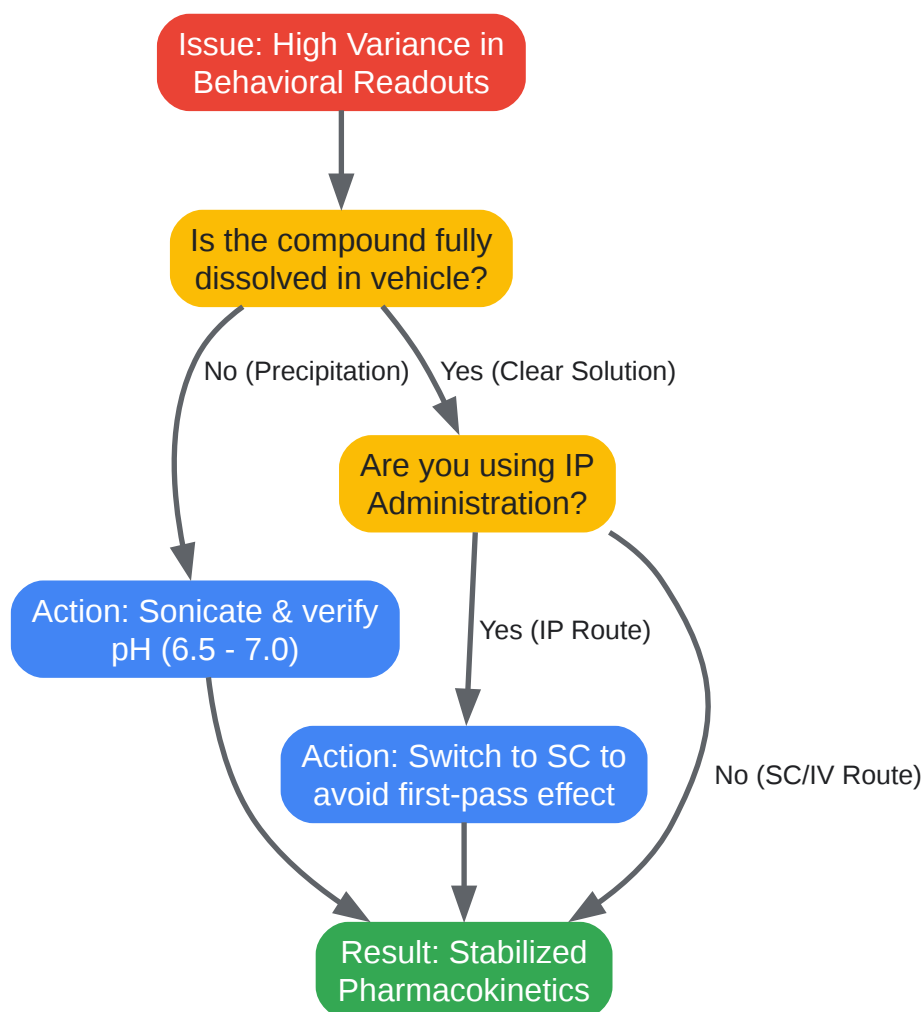 Issue: High Variance in
Behavioral Readouts
Is the compound fully
dissolved in vehicle?
No (Precipitation)
Yes (Clear Solution)
Are you using IP
Administration?
Action: Sonicate & verify
pH (6.5 - 7.0)
Yes (IP Route)
Action: Switch to SC to
avoid first-pass effect
No (SC/IV Route)
Result: Stabilized
Pharmacokinetics